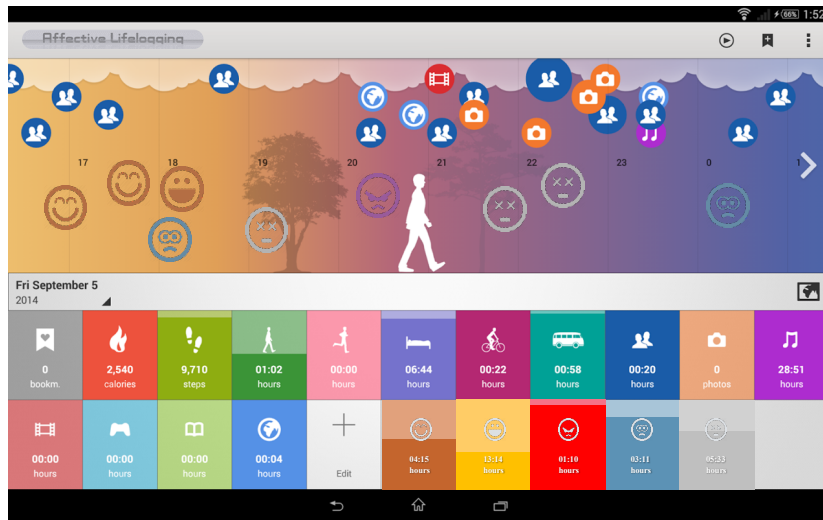 66% 1:52
Affective Lifelogging
17 18 19 20 21 22 23 0 1
Fri September 5
2014
0 2,540 9,710 01:02 00:00 06:44 00:22 00:58 00:20 0 28:51
bookm. calories steps hours hours hours hours hours hours photos hours
00:00 00:00 00:00 00:04 04:15 13:14 01:10 03:11 05:33
hours hours hours hours Edit hours hours hours hours hours